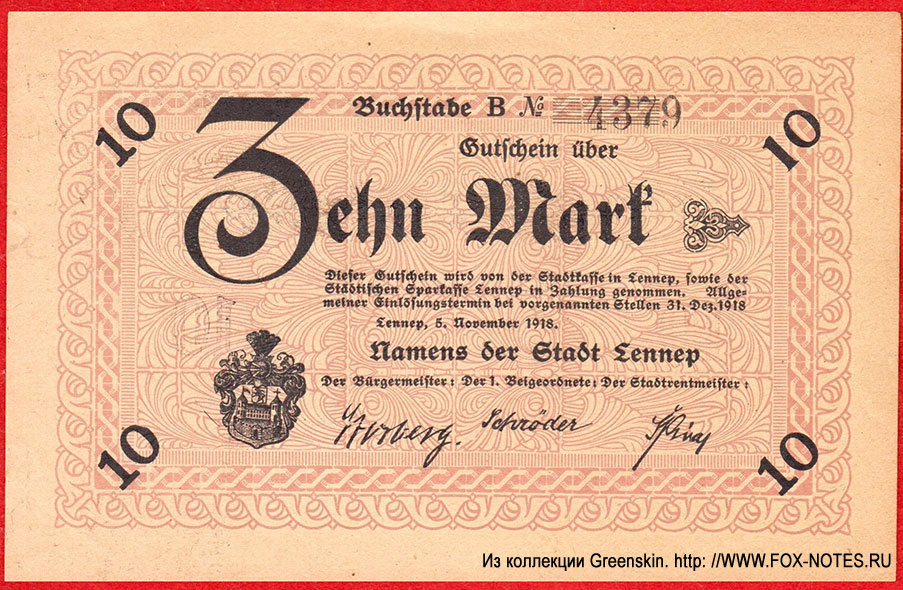 Buchstabe B № 4379
10 10
Gutschein über
Zehn Mark
Dieser Gutschein wird von der Stadtkasse in Lennep, sowie der
Städtischen Sparkasse Lennep in Zahlung genommen. Allge-
meiner Einlösungstermin bei vorgenannten Stellen 31. Dez. 1918
Lennep, 5. November 1918.
Namens der Stadt Lennep
Der Bürgermeister: Der 1. Beigeordnete: Der Stadtrentmeister:
Schröder
10 10
Из коллекции Greenskin. http: //WWW.FOX-NOTES.RU